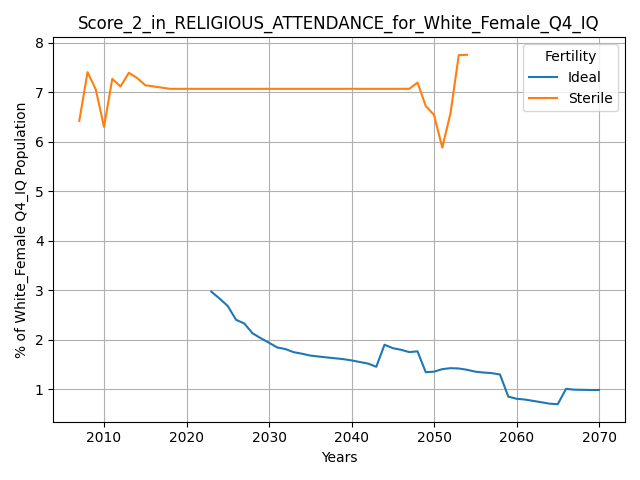 Score_2_in_RELIGIOUS_ATTENDANCE_for_White_Female_Q4_IQ
Fertility
Ideal
Sterile
% of White_Female Q4_IQ Population
8
7
6
5
4
3
2
1
2010 2020 2030 2040 2050 2060 2070
Years